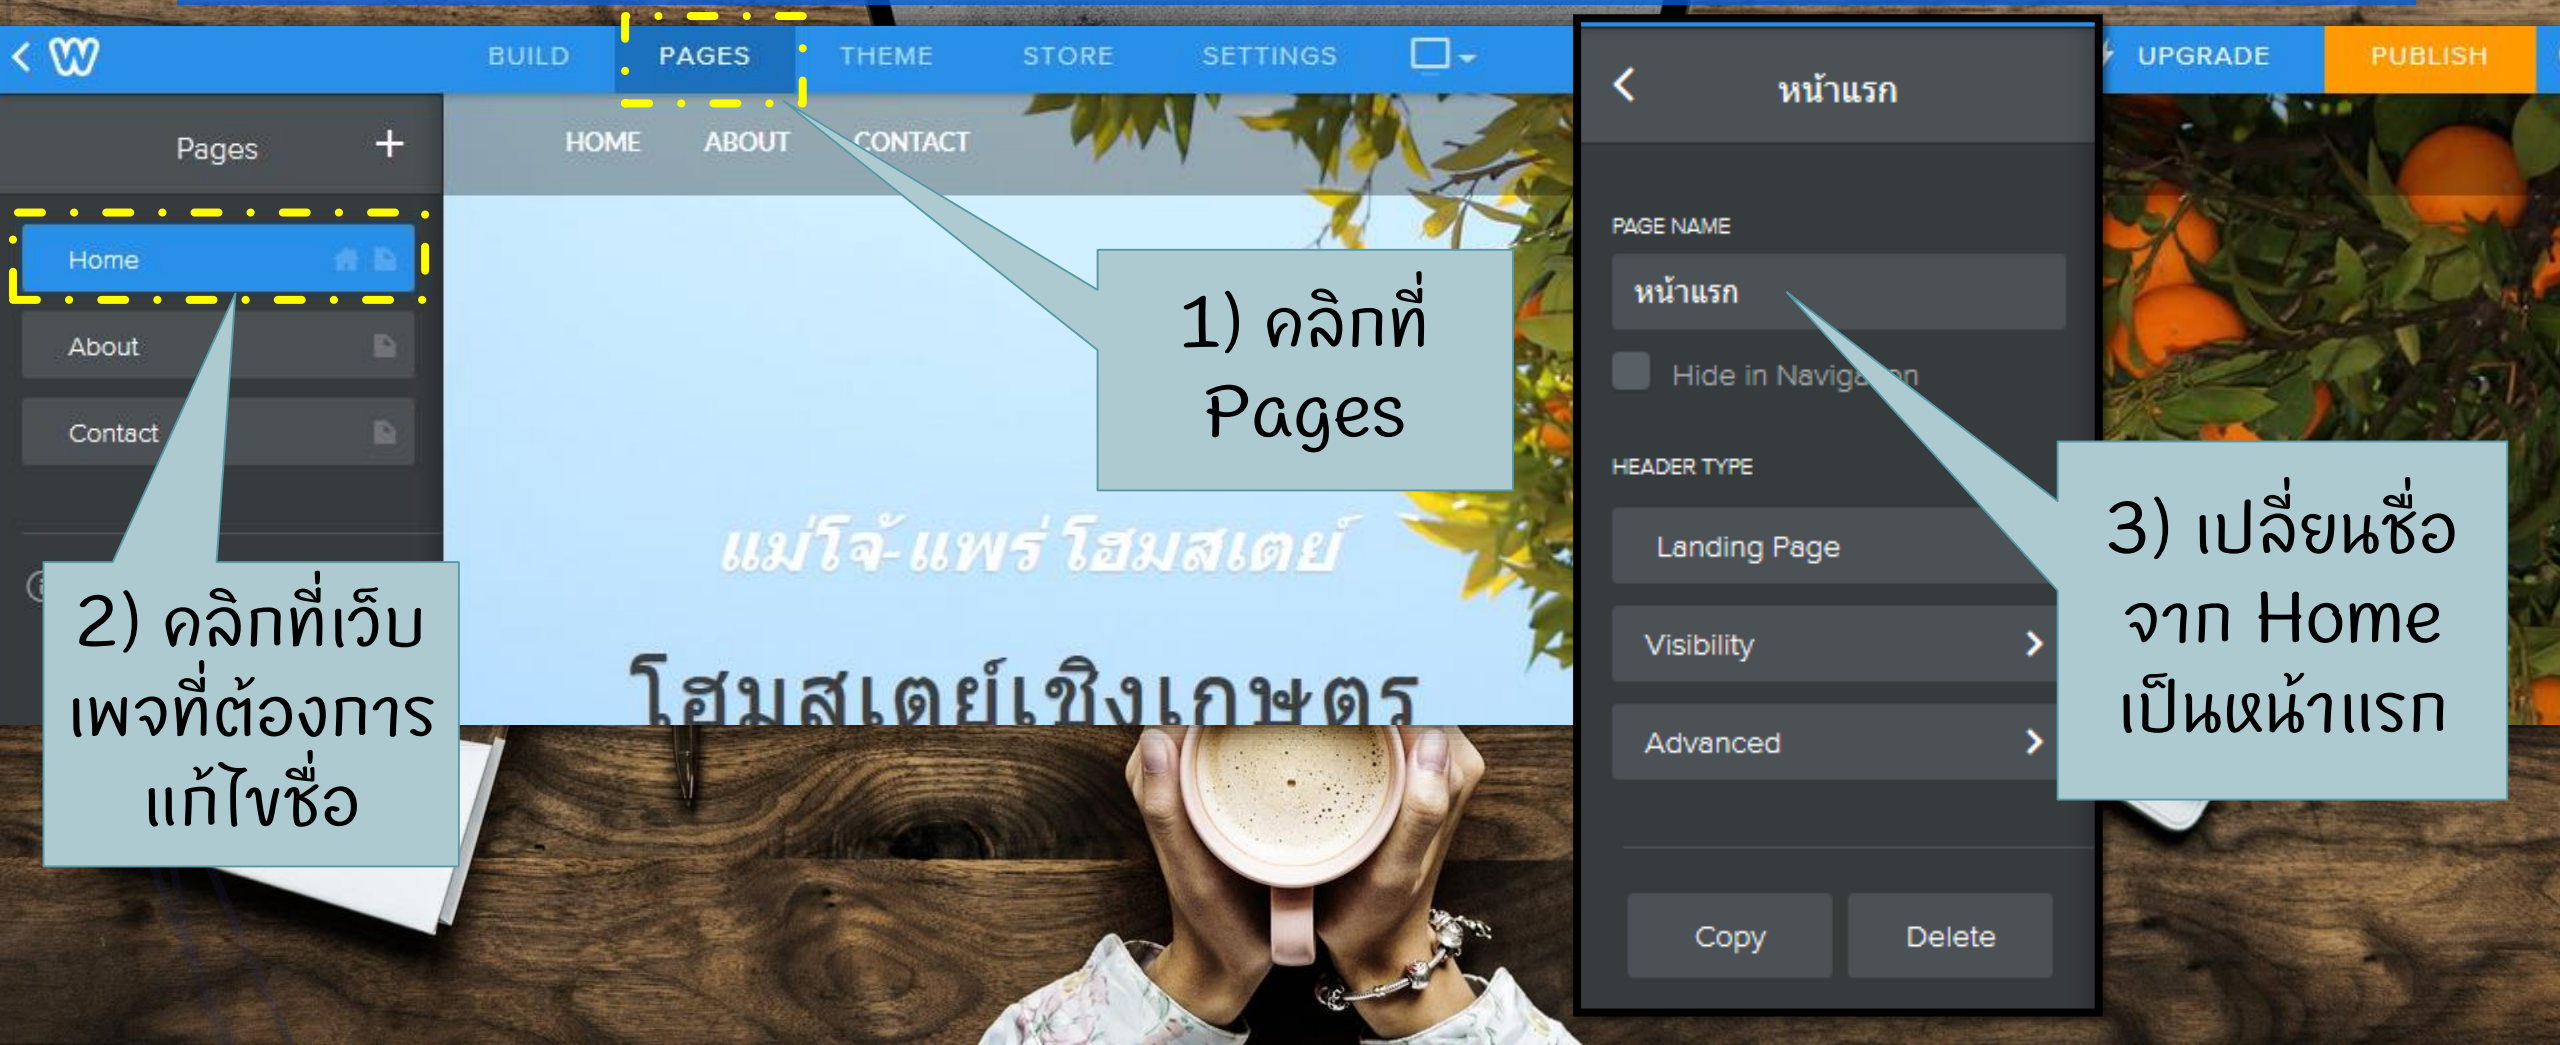 BUILD
PAGES
THEME
STORE
SETTINGS
UPGRADE
PUBLISH
Pages
Home
About
Contact
HOME
ABOUT
CONTACT
แม่โจ้-แพร่ โฮมสเตย์
โฮมสเตย์เชิงเกษตร
1) คลิกที่
Pages
2) คลิกที่เว็บ
เพจที่ต้องการ
แก้ไขชื่อ
หน้าแรก
PAGE NAME
หน้าแรก
Hide in Navigation
HEADER TYPE
Landing Page
Visibility
Advanced
Copy
Delete
3) เปลี่ยนชื่อ
จาก Home
เป็นหน้าแรก